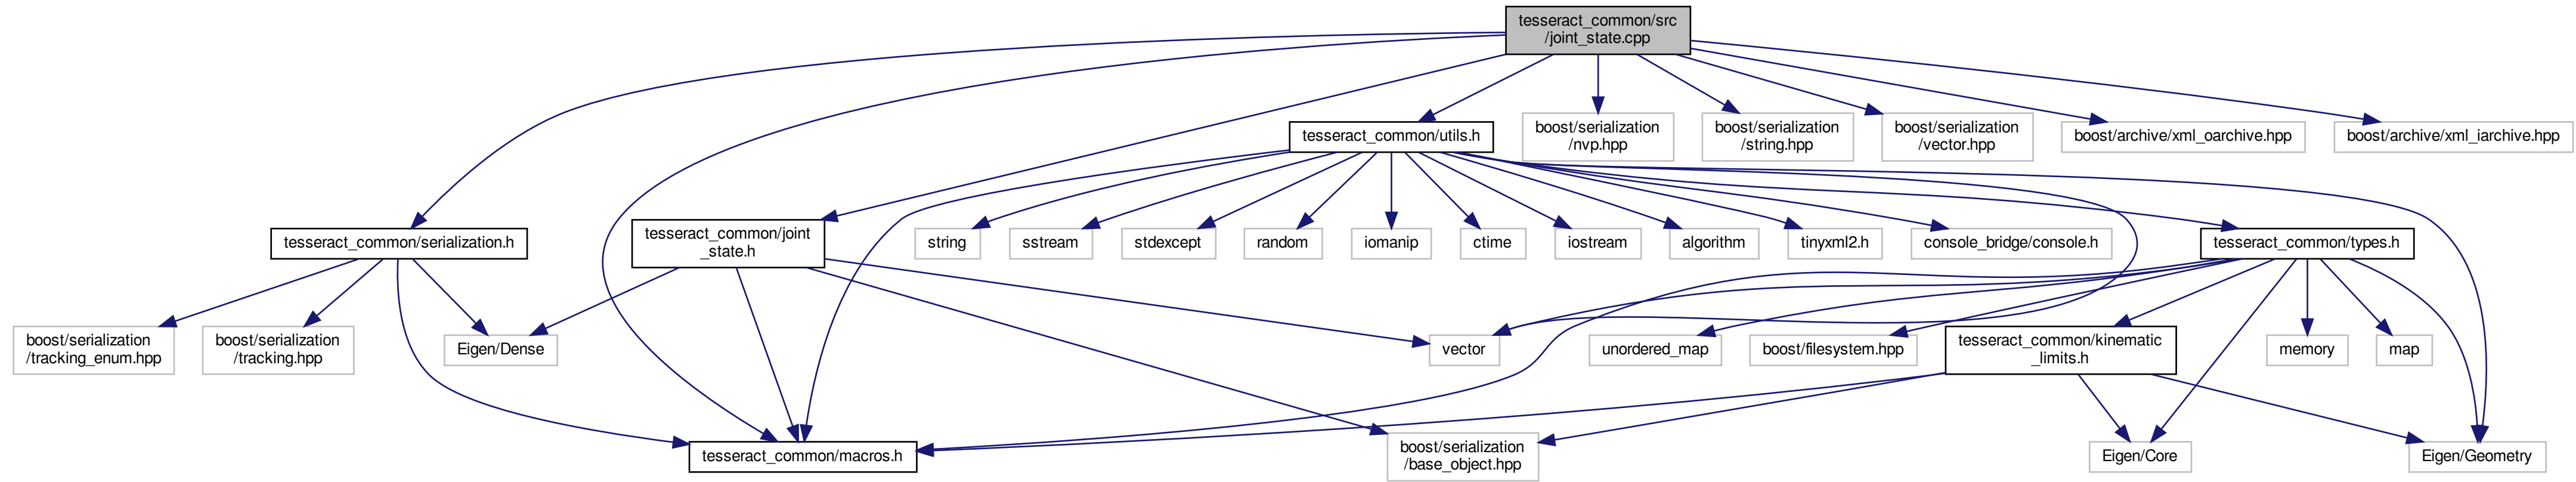 tesseract_common/src
/joint_state.cpp
tesseract_common/utils.h
boost/serialization
/nvp.hpp
boost/serialization
/string.hpp
boost/serialization
/vector.hpp
boost/archive/xml_oarchive.hpp
boost/archive/xml_iarchive.hpp
tesseract_common/serialization.h
tesseract_common/joint
_state.h
string
sstream
stdexcept
random
iomanip
ctime
iostream
algorithm
tinyxml2.h
console_bridge/console.h
tesseract_common/types.h
boost/serialization
/tracking_enum.hpp
boost/serialization
/tracking.hpp
Eigen/Dense
vector
unordered_map
boost/filesystem.hpp
tesseract_common/kinematic
_limits.h
memory
map
tesseract_common/macros.h
boost/serialization
/base_object.hpp
Eigen/Core
Eigen/Geometry